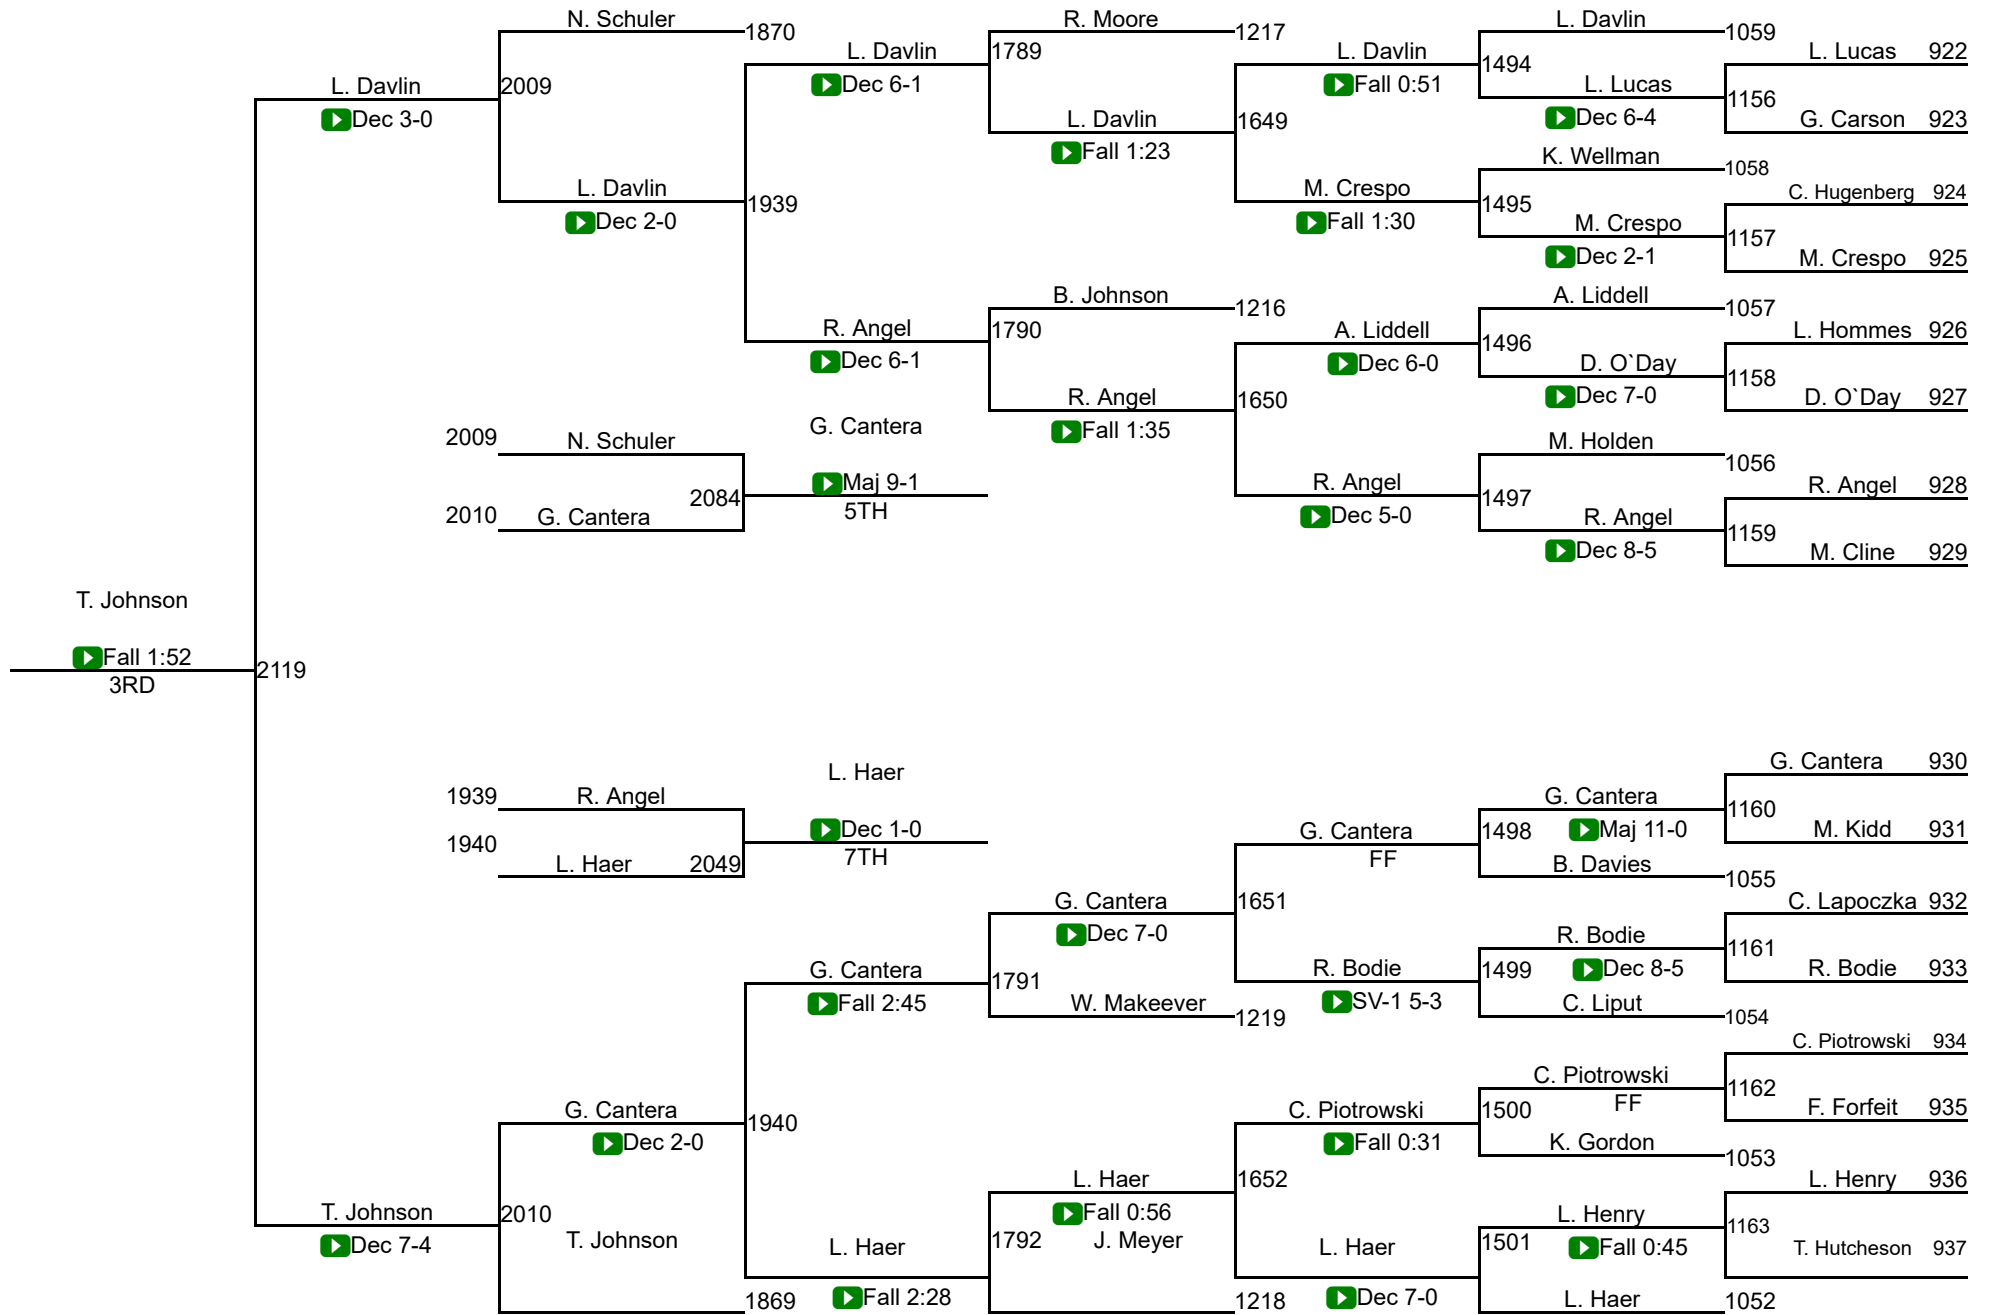 N. Schuler
R. Moore
L. Davlin
1870
1217
1059
L. Davlin
1789
L. Davlin
L. Lucas 922
1494
L. Davlin
2009
Dec 6-1
Fall 0:51
L. Lucas
1156
Dec 3-0
L. Davlin
1649
Dec 6-4
G. Carson 923
Fall 1:23
K. Wellman
1058
L. Davlin
1939
M. Crespo
1495
C. Hugenberg 924
Dec 2-0
Fall 1:30
M. Crespo
1157
Dec 2-1
M. Crespo 925
B. Johnson
1216
A. Liddell
1057
R. Angel
1790
A. Liddell
1496
L. Hommes 926
Dec 6-1
Dec 6-0
D. O`Day
1158
R. Angel
1650
Dec 7-0
D. O`Day 927
G. Cantera
Fall 1:35
2009
N. Schuler
M. Holden
1056
Maj 9-1
R. Angel
R. Angel 928
2084
1497
5TH
2010
G. Cantera
Dec 5-0
R. Angel
1159
Dec 8-5
M. Cline 929
T. Johnson
Fall 1:52
2119
3RD
L. Haer
G. Cantera 930
1939
R. Angel
G. Cantera
1160
Dec 1-0
G. Cantera
1498
Maj 11-0
M. Kidd 931
1940
7TH
FF
L. Haer
2049
B. Davies
1055
G. Cantera
1651
C. Lapoczka 932
Dec 7-0
R. Bodie
1161
G. Cantera
1791
R. Bodie
1499
Dec 8-5
R. Bodie 933
Fall 2:45
W. Makeever
1219
SV-1 5-3
C. Liput
1054
C. Piotrowski 934
C. Piotrowski
1162
G. Cantera
1940
C. Piotrowski
1500
FF
F. Forfeit 935
Dec 2-0
Fall 0:31
K. Gordon
1053
L. Haer
1652
L. Henry 936
T. Johnson
2010
Fall 0:56
L. Henry
1163
Dec 7-4
T. Johnson
L. Haer
1792
J. Meyer
L. Haer
1501
Fall 0:45
T. Hutcheson 937
1869
Fall 2:28
1218
Dec 7-0
L. Haer
1052